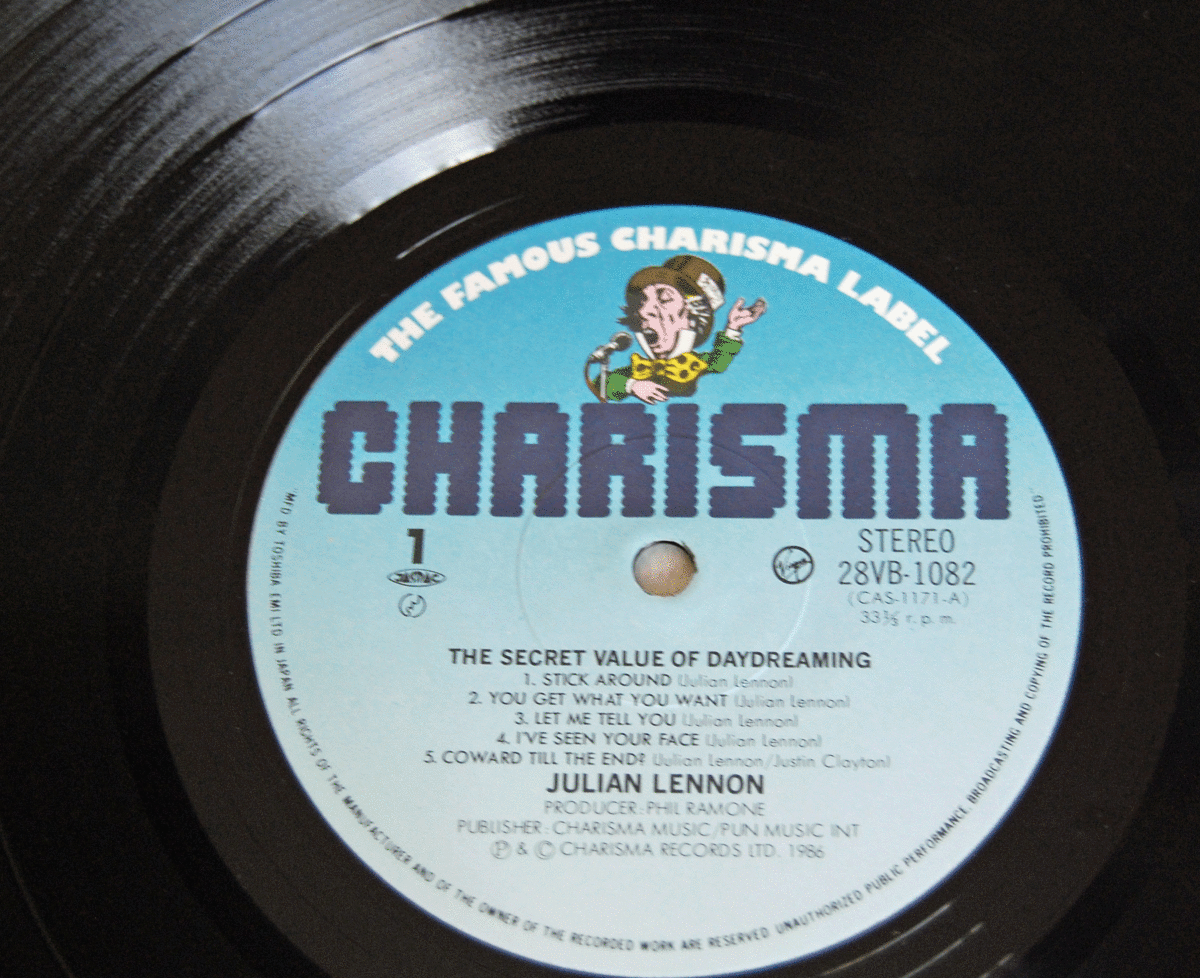 THE FAMOUS CHARISMA LABEL
CHARISMA
1
JASRAC
Virgin
STEREO
28VB-1082
(CAS-1171-A)
33⅓ r. p. m.
THE SECRET VALUE OF DAYDREAMING
1. STICK AROUND (Julian Lennon)
2. YOU GET WHAT YOU WANT (Julian Lennon)
3. LET ME TELL YOU (Julian Lennon)
4. I'VE SEEN YOUR FACE (Julian Lennon)
5. COWARD TILL THE END? (Julian Lennon/Justin Clayton)
JULIAN LENNON
PRODUCER: PHIL RAMONE
PUBLISHER: CHARISMA MUSIC/PUN MUSIC INT
Ⓟ & © CHARISMA RECORDS LTD. 1986
"MFD BY TOSHIBA EMI LTD IN JAPAN ALL RIGHTS OF THE MANUFACTURER AND OF THE OWNER OF THE RECORDED WORK ARE RESERVED UNAUTHORIZED PUBLIC PERFORMANCE. BROADCASTING AND COPYING OF THE RECORD PROHIBITED"